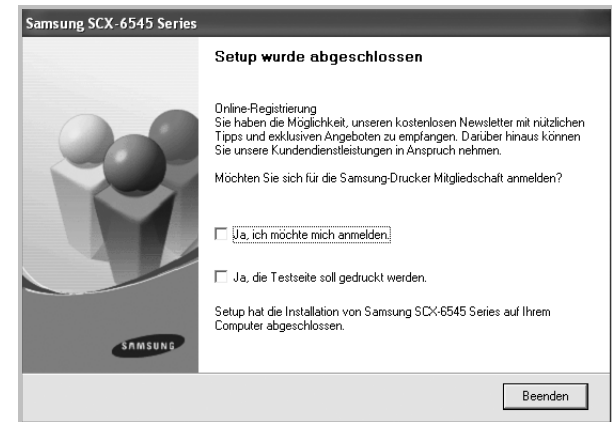 Samsung SCX-6545 Series
Setup wurde abgeschlossen
Online-Registrierung
Sie haben die Möglichkeit, unseren kostenlosen Newsletter mit nützlichen
Tipps und exklusiven Angeboten zu empfangen. Darüber hinaus können
Sie unsere Kundendienstleistungen in Anspruch nehmen.
Möchten Sie sich für die Samsung-Drucker Mitgliedschaft anmelden?
Ja, ich möchte mich anmelden.
Ja, die Testseite soll gedruckt werden.
Setup hat die Installation von Samsung SCX-6545 Series auf Ihrem
Computer abgeschlossen.
SAMSUNG
Beenden